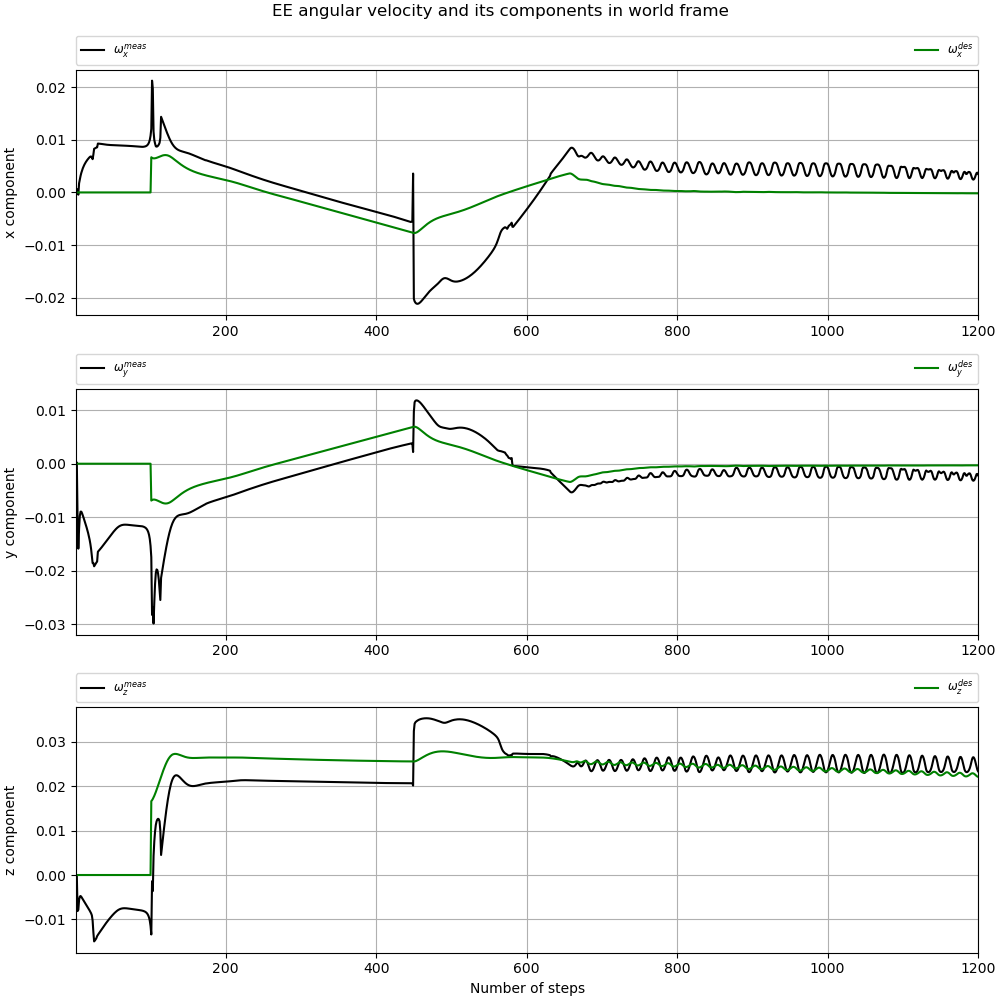 EE angular velocity and its components in world frame
ω_x^meas ω_x^des
0.02
0.01
0.00
−0.01
−0.02
x component
200 400 600 800 1000 1200
ω_y^meas ω_y^des
0.01
0.00
−0.01
−0.02
−0.03
y component
200 400 600 800 1000 1200
ω_z^meas ω_z^des
0.03
0.02
0.01
0.00
−0.01
z component
200 400 600 800 1000 1200
Number of steps